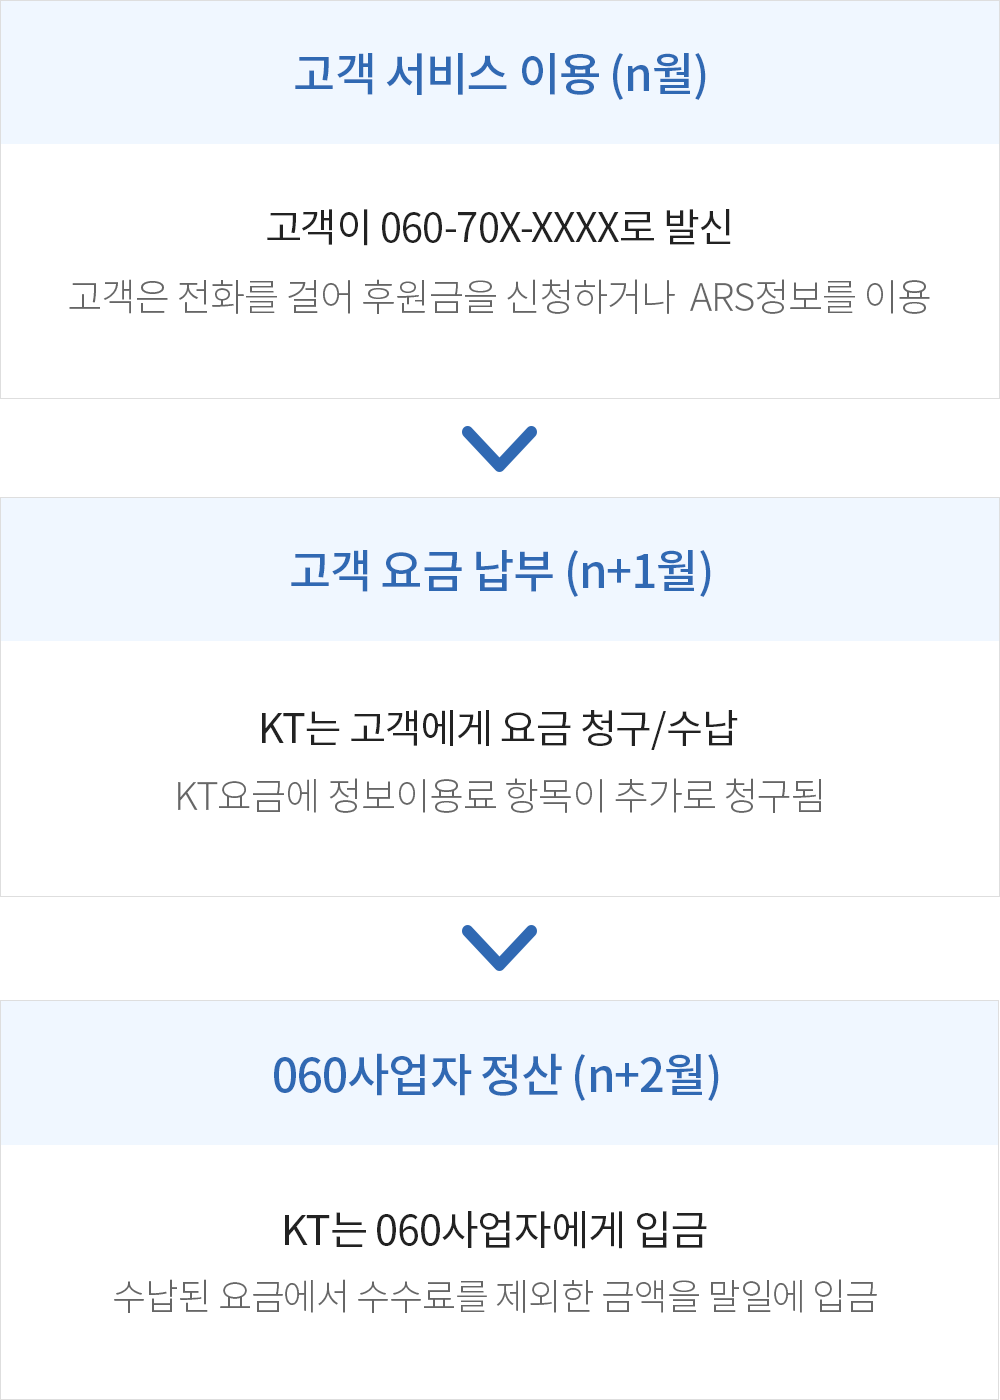 고객 서비스 이용 (n월)
고객이 060-70X-XXXX로 발신
고객은 전화를 걸어 후원금을 신청하거나 ARS정보를 이용
고객 요금 납부 (n+1월)
KT는 고객에게 요금 청구/수납
KT요금에 정보이용료 항목이 추가로 청구됨
060사업자 정산 (n+2월)
KT는 060사업자에게 입금
수납된 요금에서 수수료를 제외한 금액을 말일에 입금